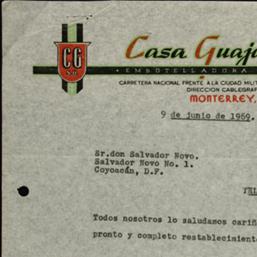 CG
S.A.
Casa Guaja
EMBOTELLADORA
CARRETERA NACIONAL FRENTE A LA CIUDAD MILI
DIRECCION CABLEGRAF
MONTERREY,
9 de junio de 1969.
Sr.don Salvador Novo.
Salvador Novo No. 1.
Coyoacán, D.F.
Todos nosotros lo saludamos cariñ
pronto y completo restablecimient